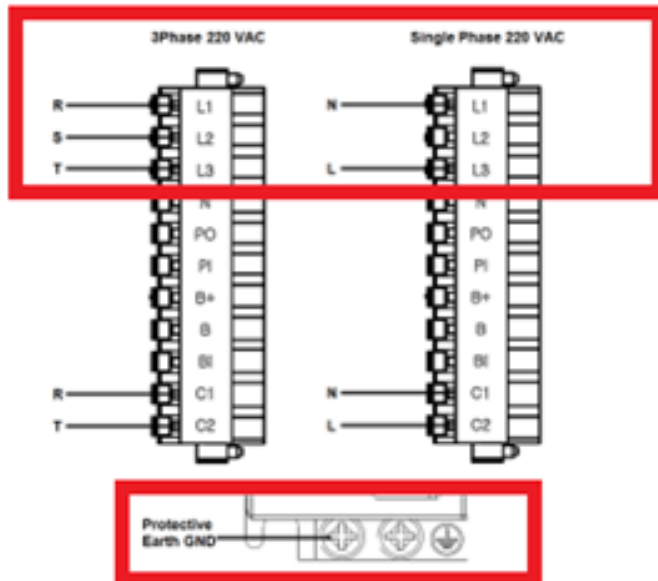 3Phase 220 VAC
Single Phase 220 VAC
R L1
S L2
T L3
N
PO
PI
B+
B
BI
R C1
T C2
N L1
L2
L L3
N
PO
PI
B+
B
BI
N C1
L C2
Protective
Earth GND